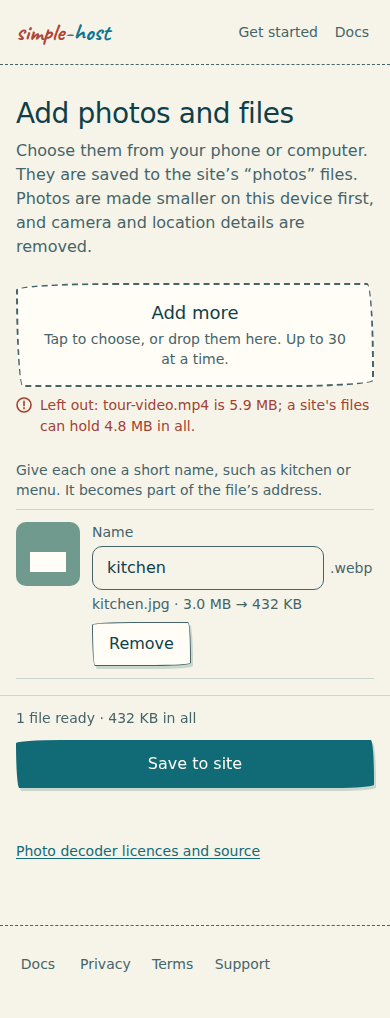 simple-host
Get started Docs
Add photos and files
Choose them from your phone or computer.
They are saved to the site’s “photos” files.
Photos are made smaller on this device first,
and camera and location details are
removed.
Add more
Tap to choose, or drop them here. Up to 30
at a time.
Left out: tour-video.mp4 is 5.9 MB; a site's files
can hold 4.8 MB in all.
Give each one a short name, such as kitchen or
menu. It becomes part of the file’s address.
Name
kitchen .webp
kitchen.jpg · 3.0 MB → 432 KB
Remove
1 file ready · 432 KB in all
Save to site
Photo decoder licences and source
Docs Privacy Terms Support